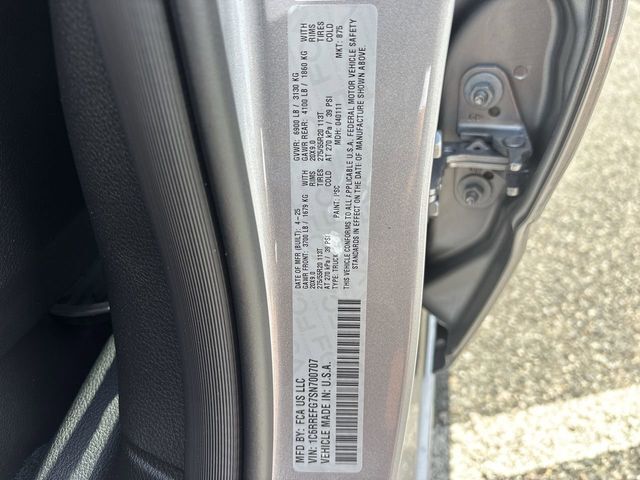 MFD BY: FCA US LLC
VIN: 1C6RREFG7SN700707
VEHICLE MADE IN: U.S.A.
DATE OF MFR (BUILT): 4-25
GVWR: 6900 LB / 3130 KG
GAWR FRONT: 3700 LB / 1679 KG
GAWR REAR: 4100 LB / 1860 KG
WITH
20X9.0
20X9.0
RIMS
275/55R20 113T
275/55R20 113T
TIRES
AT 270 kPa / 39 PSI COLD
AT 270 kPa / 39 PSI COLD
TYPE: TRUCK
PAINT: PSC
MDH: 040111
MKT: 875
THIS VEHICLE CONFORMS TO ALL APPLICABLE U.S.A. FEDERAL MOTOR VEHICLE SAFETY
STANDARDS IN EFFECT ON THE DATE OF MANUFACTURE SHOWN ABOVE.